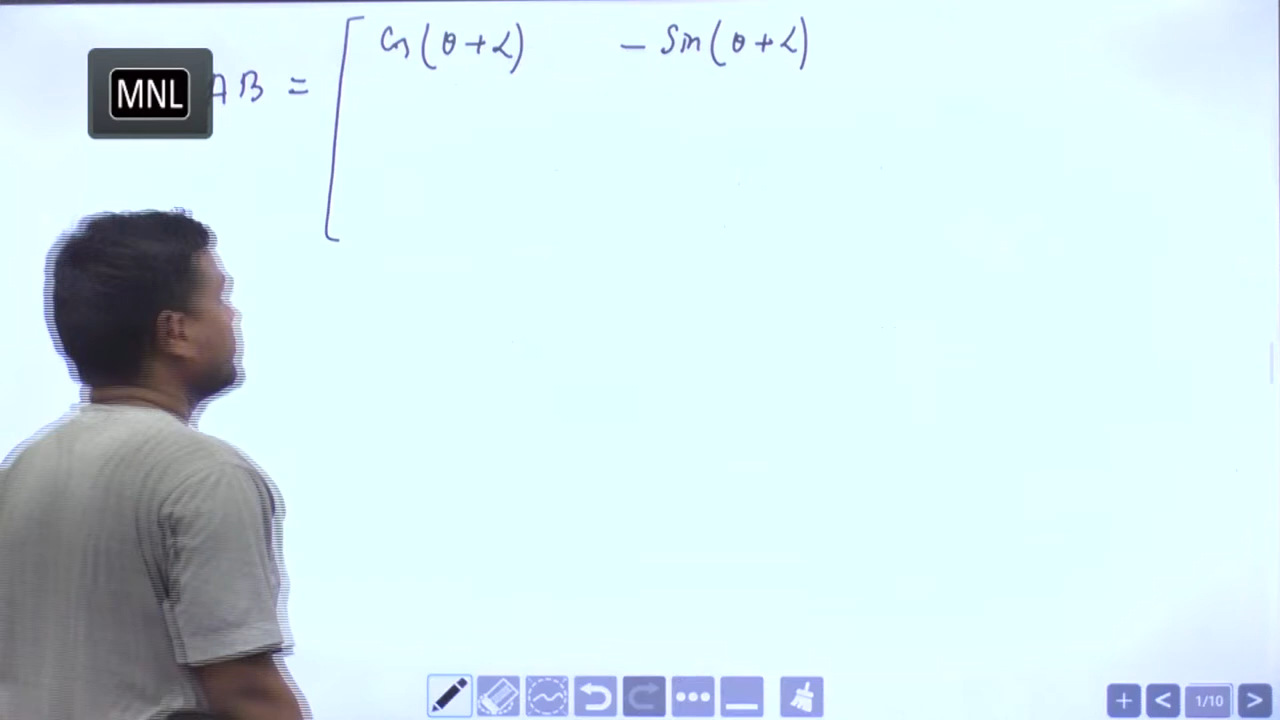 MNL
AB = [ Cos(θ+α)  - Sin(θ+α)
1/10